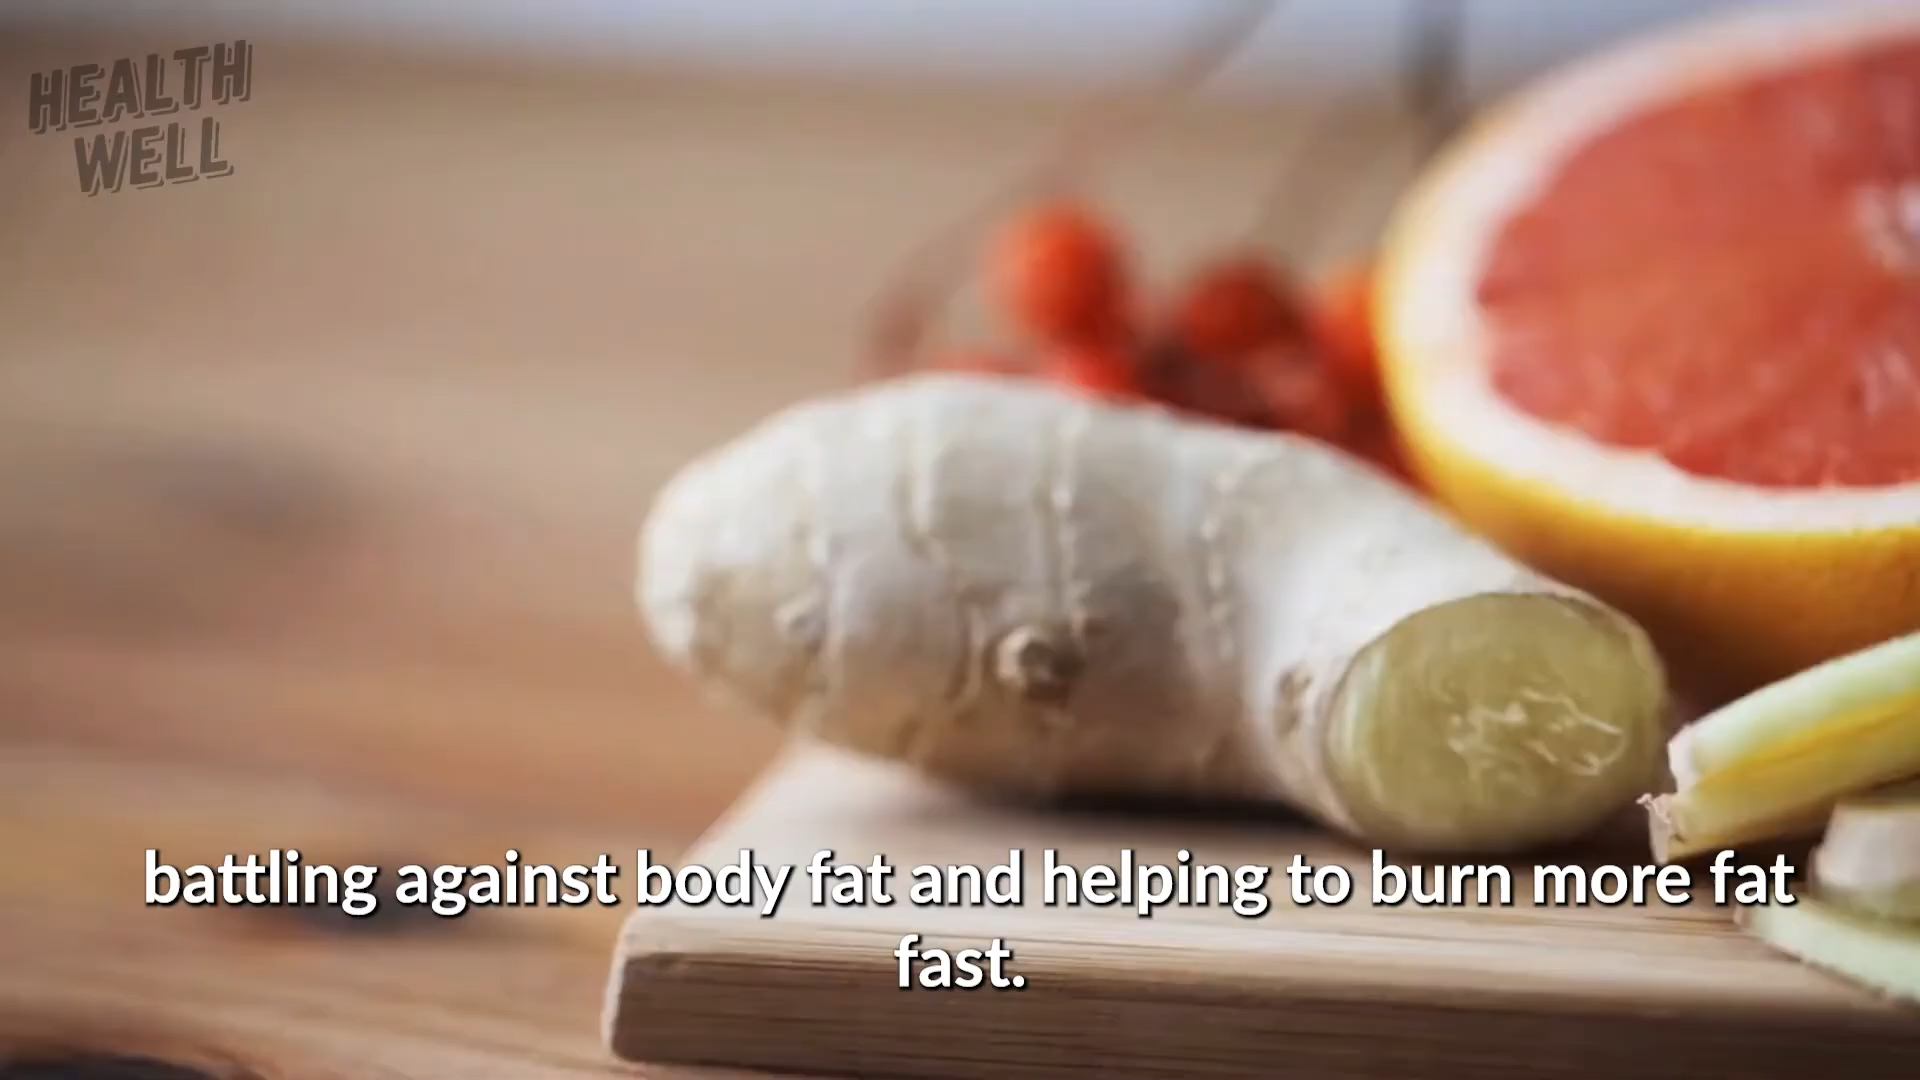 HEALTH
WELL
battling against body fat and helping to burn more fat
fast.